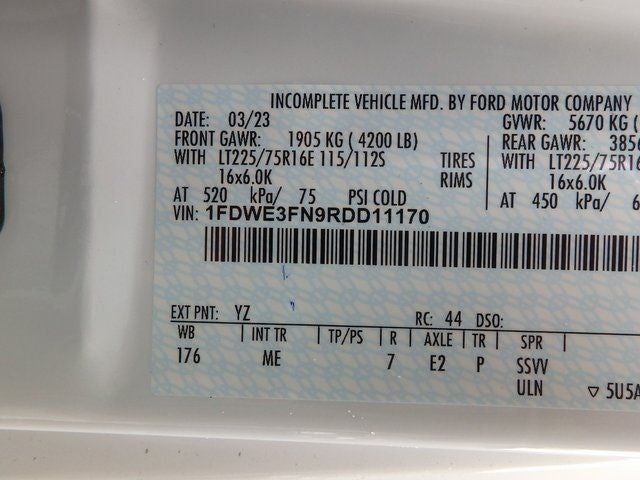 INCOMPLETE VEHICLE MFD. BY FORD MOTOR COMPANY
DATE: 03/23 GVWR: 5670 KG (
FRONT GAWR: 1905 KG ( 4200 LB) REAR GAWR: 3856
WITH LT225/75R16E 115/112S TIRES WITH LT225/75R16
16x6.0K RIMS 16x6.0K
AT 520 kPa/ 75 PSI COLD AT 450 kPa/ 6
VIN: 1FDWE3FN9RDD11170
EXT PNT: YZ RC: 44 DSO:
WB | INT TR | TP/PS | R | AXLE | TR | SPR
176 ME 7 E2 P SSVV
ULN ▽ 5U5A